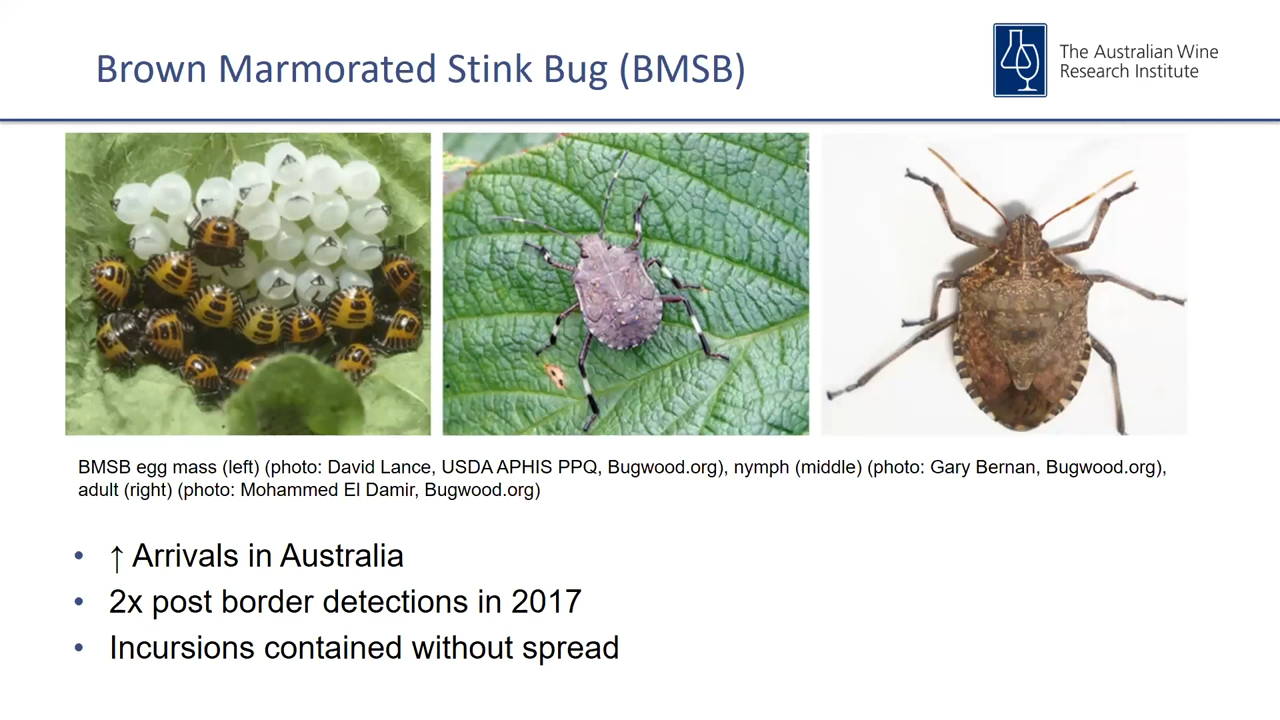 Brown Marmorated Stink Bug (BMSB)
The Australian Wine
Research Institute
BMSB egg mass (left) (photo: David Lance, USDA APHIS PPQ, Bugwood.org), nymph (middle) (photo: Gary Bernan, Bugwood.org),
adult (right) (photo: Mohammed El Damir, Bugwood.org)
• ↑ Arrivals in Australia
• 2x post border detections in 2017
• Incursions contained without spread